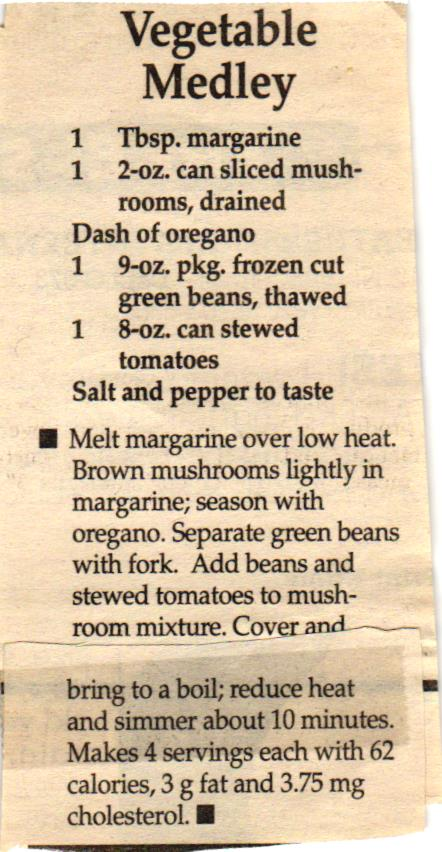 Vegetable
Medley
1 Tbsp. margarine
1 2-oz. can sliced mush-
rooms, drained
Dash of oregano
1 9-oz. pkg. frozen cut
green beans, thawed
1 8-oz. can stewed
tomatoes
Salt and pepper to taste
■ Melt margarine over low heat.
Brown mushrooms lightly in
margarine; season with
oregano. Separate green beans
with fork. Add beans and
stewed tomatoes to mush-
room mixture. Cover and
bring to a boil; reduce heat
and simmer about 10 minutes.
Makes 4 servings each with 62
calories, 3 g fat and 3.75 mg
cholesterol. ■